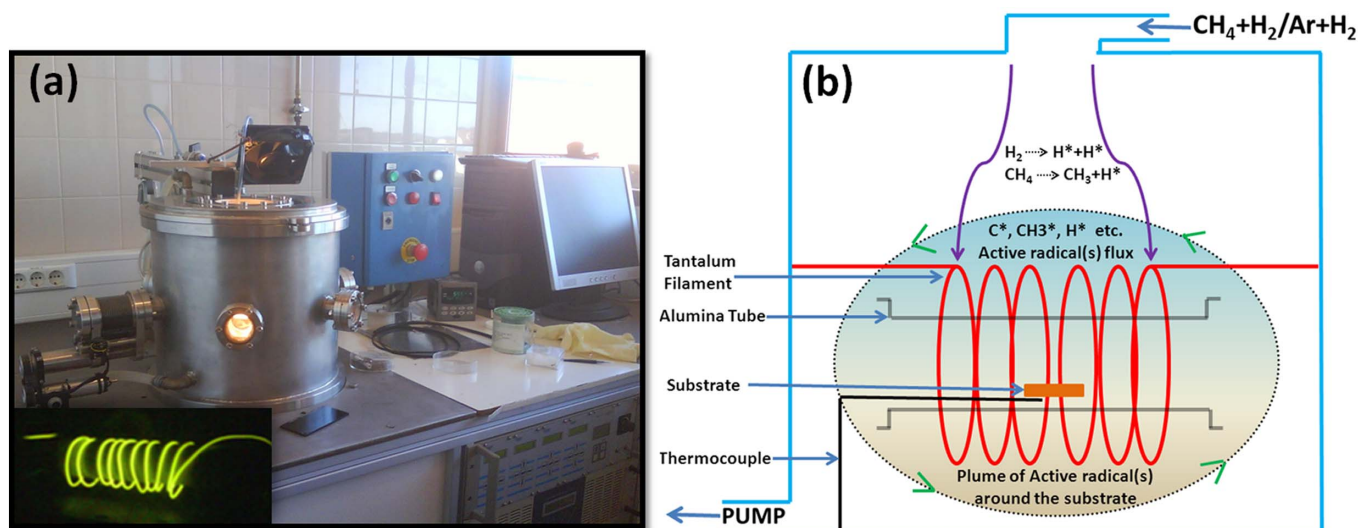 (a)
(b)
CH₄+H₂/Ar+H₂
H₂ ┈┈> H*+H*
CH₄ ┈┈> CH₃+H*
C*, CH3*, H* etc.
Active radical(s) flux
Tantalum
Filament
Alumina Tube
Substrate
Thermocouple
Plume of Active radical(s)
around the substrate
PUMP